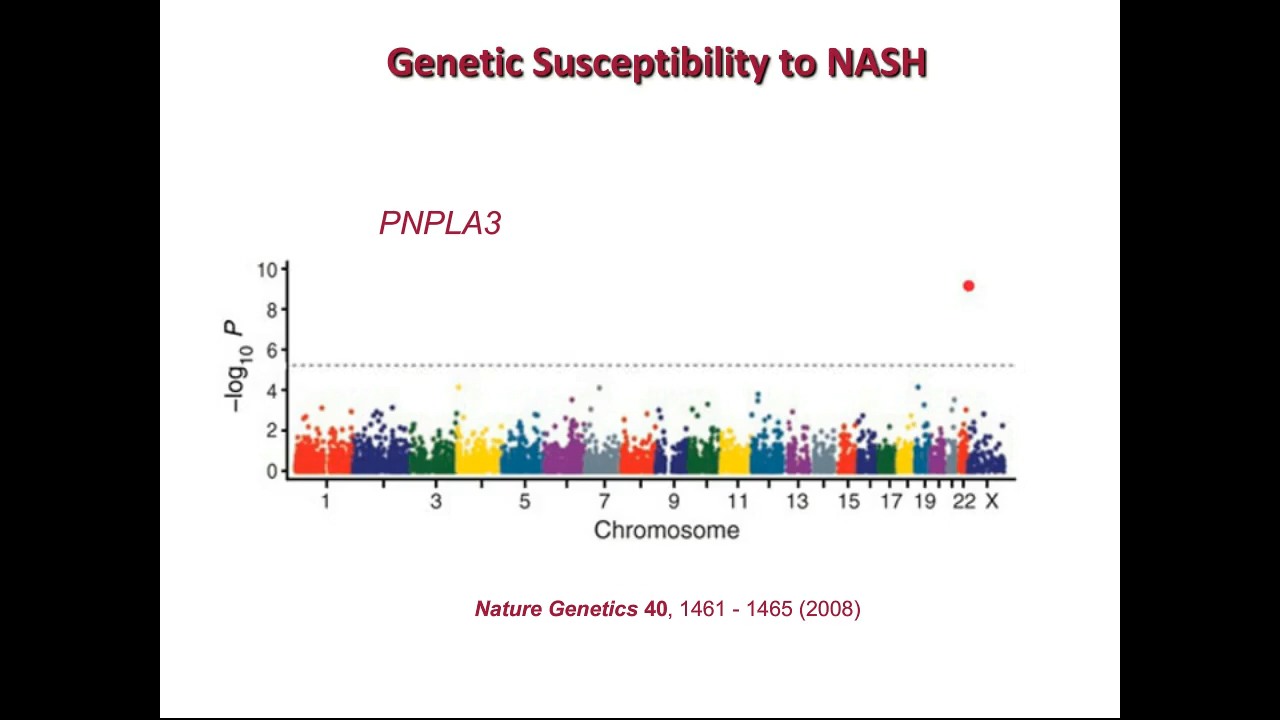 Genetic Susceptibility to NASH
PNPLA3
10
8
6
4
2
0
−log10 P
1 3 5 7 9 11 13 15 17 19 22 X
Chromosome
Nature Genetics 40, 1461 - 1465 (2008)